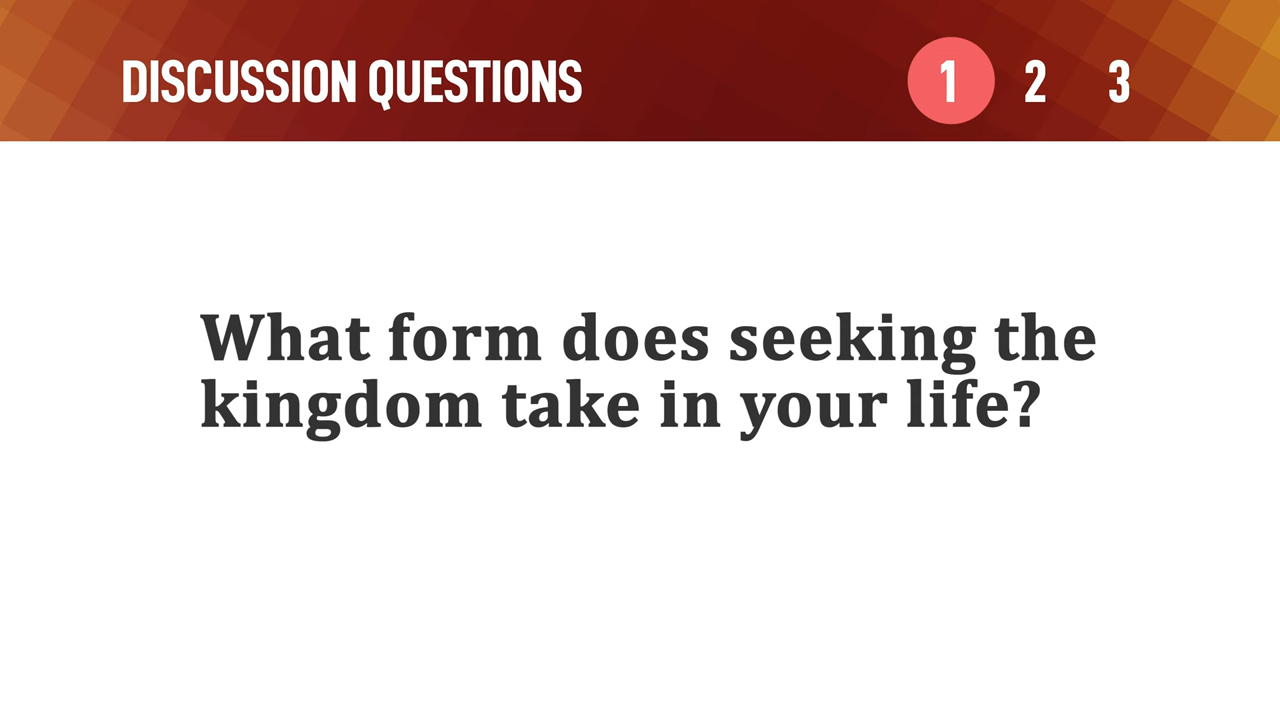 DISCUSSION QUESTIONS 1 2 3
What form does seeking the
kingdom take in your life?